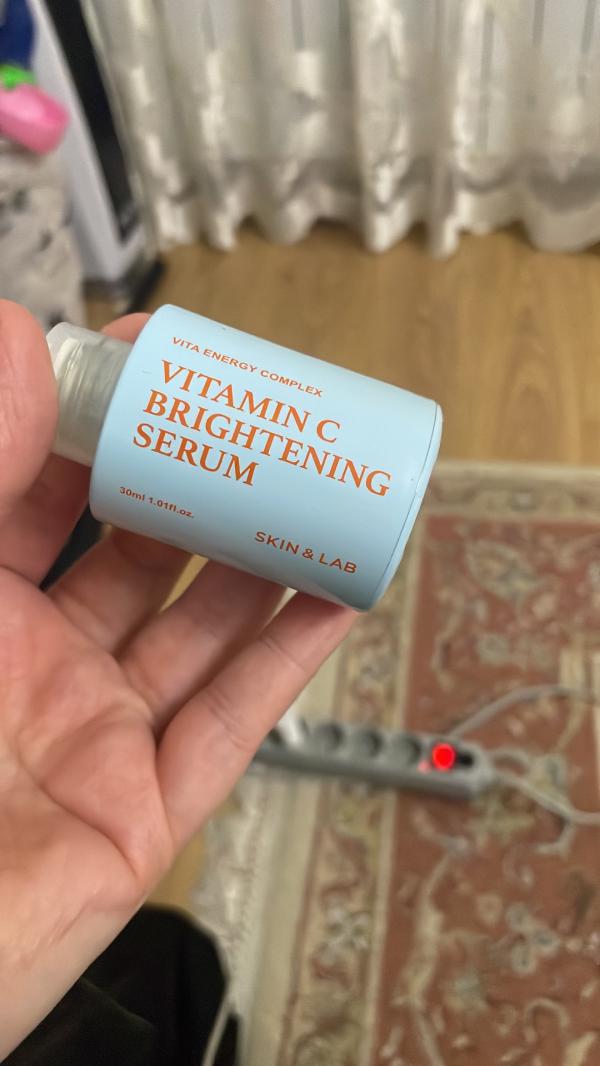 VITA ENERGY COMPLEX
VITAMIN C
BRIGHTENING
SERUM
30ml 1.01fl.oz.
SKIN & LAB